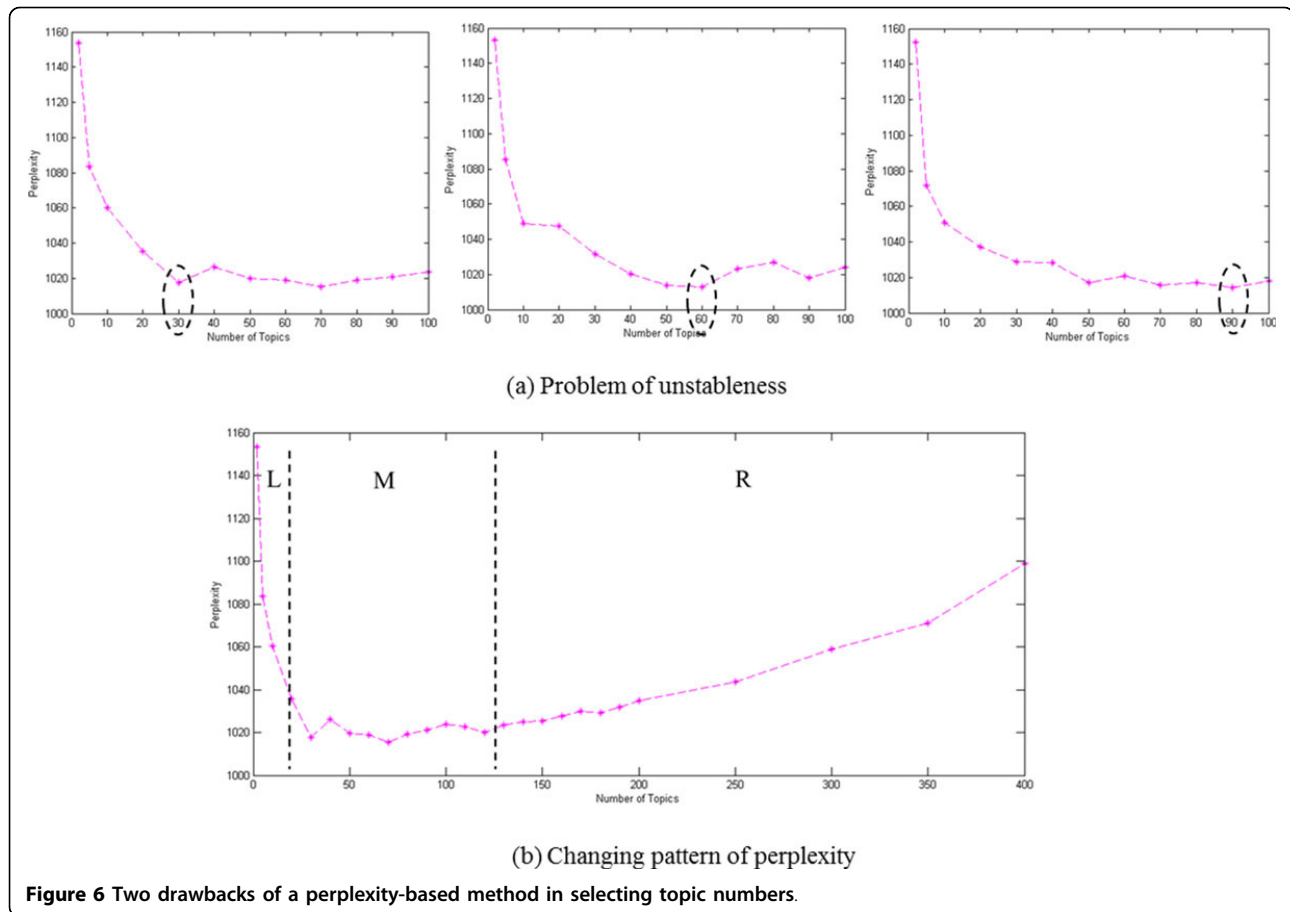 1160
1140
1120
1100
1080
1060
1040
1020
1000
Perplexity
0 10 20 30 40 50 60 70 80 90 100
Number of Topics
1160
1140
1120
1100
1080
1060
1040
1020
1000
Perplexity
0 10 20 30 40 50 60 70 80 90 100
Number of Topics
1160
1140
1120
1100
1080
1060
1040
1020
1000
Perplexity
0 10 20 30 40 50 60 70 80 90 100
Number of Topics
(a) Problem of unstableness
1160
1140
1120
1100
1080
1060
1040
1020
1000
Perplexity
L M R
0 50 100 150 200 250 300 350 400
Number of Topics
(b) Changing pattern of perplexity
Figure 6 Two drawbacks of a perplexity-based method in selecting topic numbers.